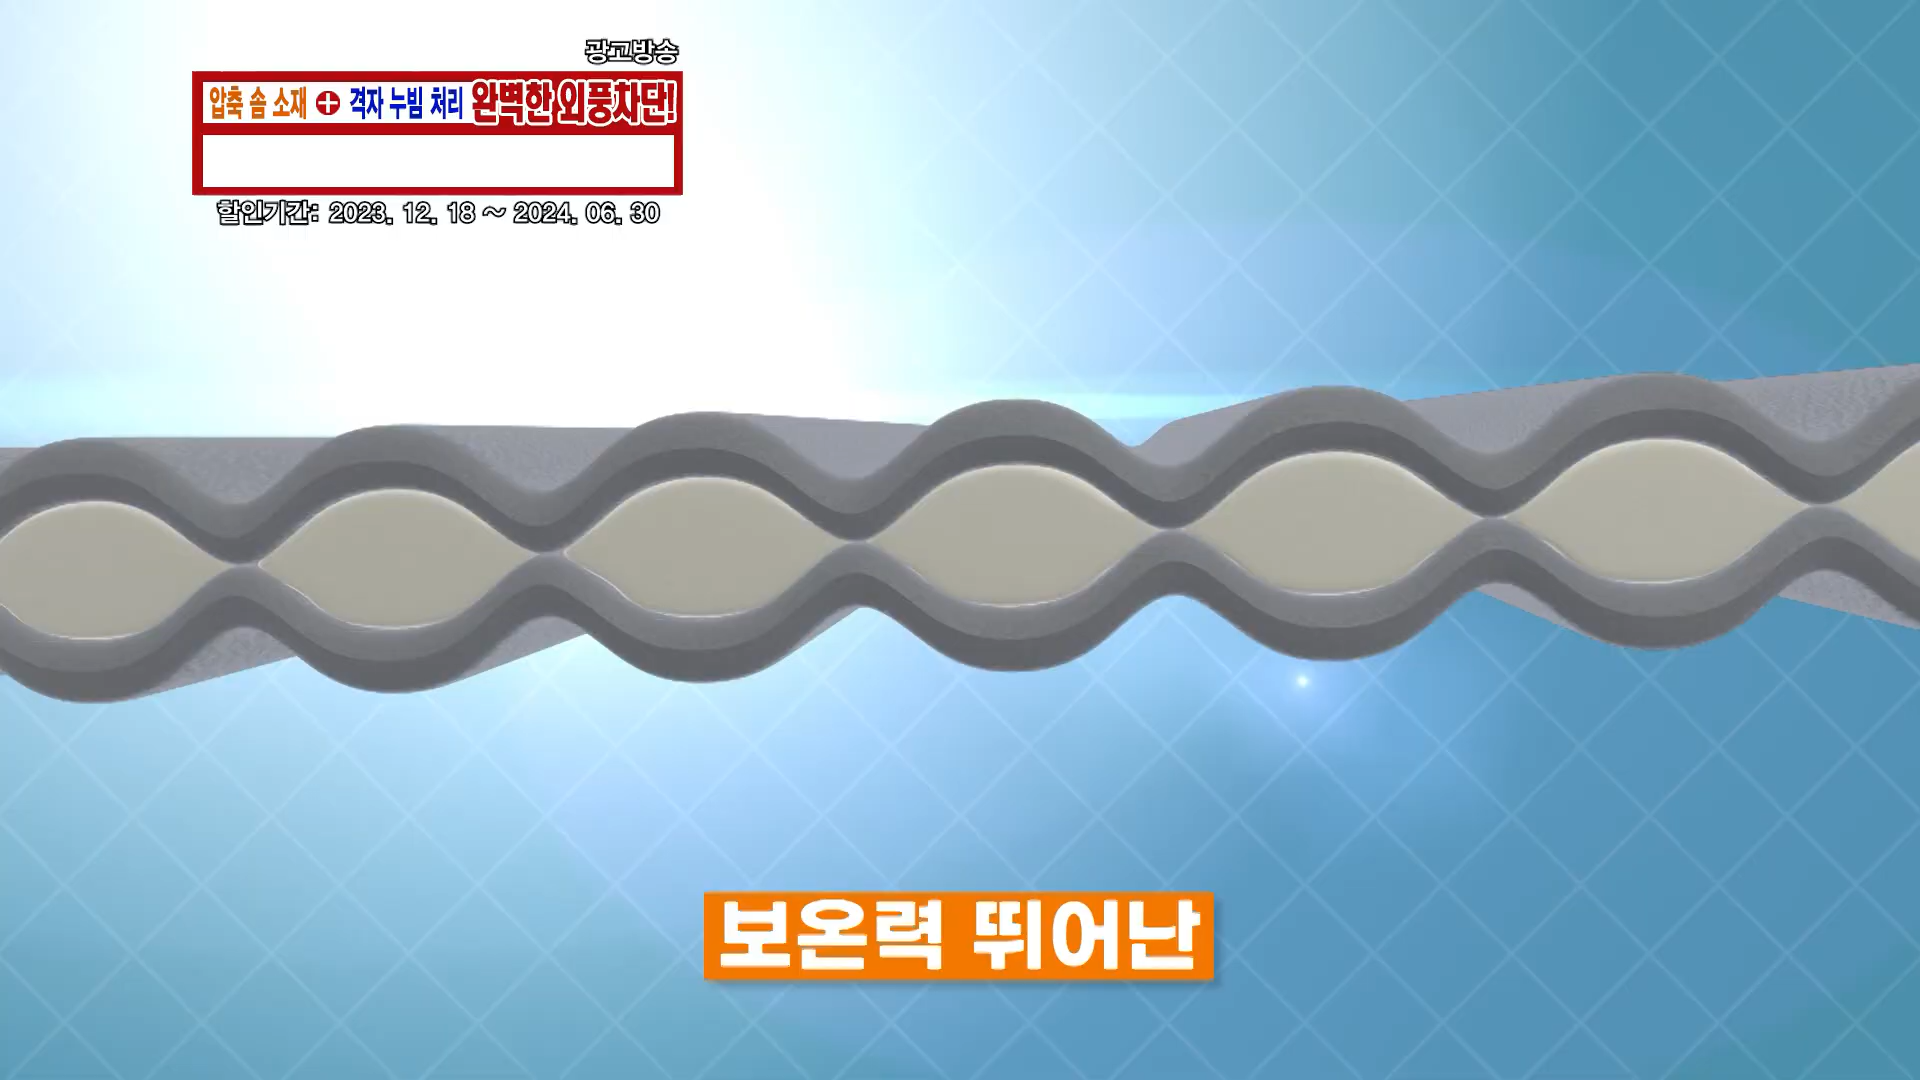 광고방송
압축 솜 소재 + 격자 누빔 처리 완벽한 외풍차단!
할인기간: 2023. 12. 18 ~ 2024. 06. 30
보온력 뛰어난